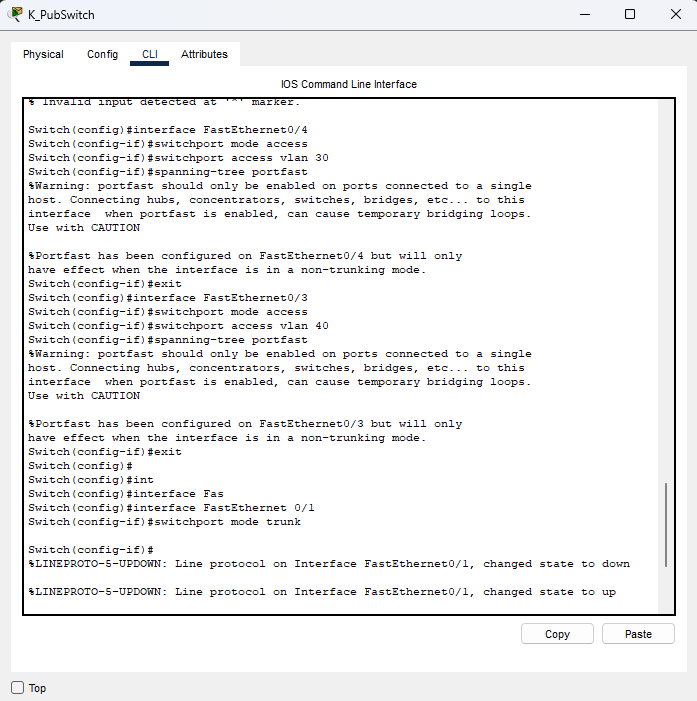 K_PubSwitch
Physical Config CLI Attributes
IOS Command Line Interface
% Invalid input detected at '^' marker.
Switch(config)#interface FastEthernet0/4
Switch(config-if)#switchport mode access
Switch(config-if)#switchport access vlan 30
Switch(config-if)#spanning-tree portfast
%Warning: portfast should only be enabled on ports connected to a single
host. Connecting hubs, concentrators, switches, bridges, etc... to this
interface  when portfast is enabled, can cause temporary bridging loops.
Use with CAUTION
%Portfast has been configured on FastEthernet0/4 but will only
have effect when the interface is in a non-trunking mode.
Switch(config-if)#exit
Switch(config)#interface FastEthernet0/3
Switch(config-if)#switchport mode access
Switch(config-if)#switchport access vlan 40
Switch(config-if)#spanning-tree portfast
%Warning: portfast should only be enabled on ports connected to a single
host. Connecting hubs, concentrators, switches, bridges, etc... to this
interface  when portfast is enabled, can cause temporary bridging loops.
Use with CAUTION
%Portfast has been configured on FastEthernet0/3 but will only
have effect when the interface is in a non-trunking mode.
Switch(config-if)#exit
Switch(config)#
Switch(config)#int
Switch(config)#interface Fas
Switch(config)#interface FastEthernet 0/1
Switch(config-if)#switchport mode trunk
Switch(config-if)#
%LINEPROTO-5-UPDOWN: Line protocol on Interface FastEthernet0/1, changed state to down
%LINEPROTO-5-UPDOWN: Line protocol on Interface FastEthernet0/1, changed state to up
Copy Paste
Top